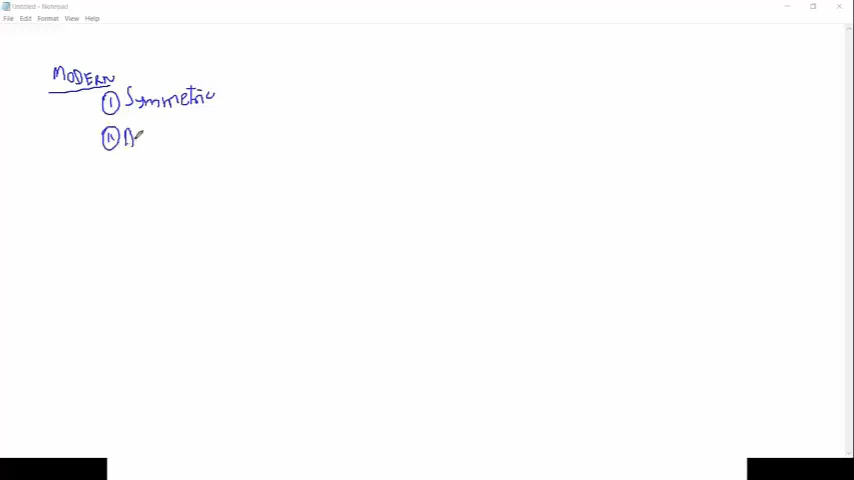 Untitled - Notepad
File Edit Format View Help
MODERN
① Symmetric
② A